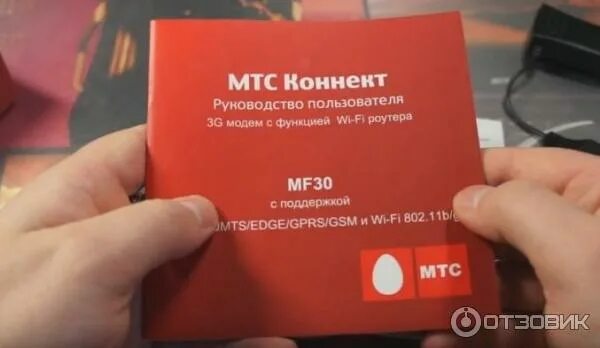 МТС Коннект
Руководство пользователя
3G модем с функцией Wi-Fi роутера
MF30
с поддержкой
UMTS/EDGE/GPRS/GSM и Wi-Fi 802.11b/g
МТС
ОТЗОВИК